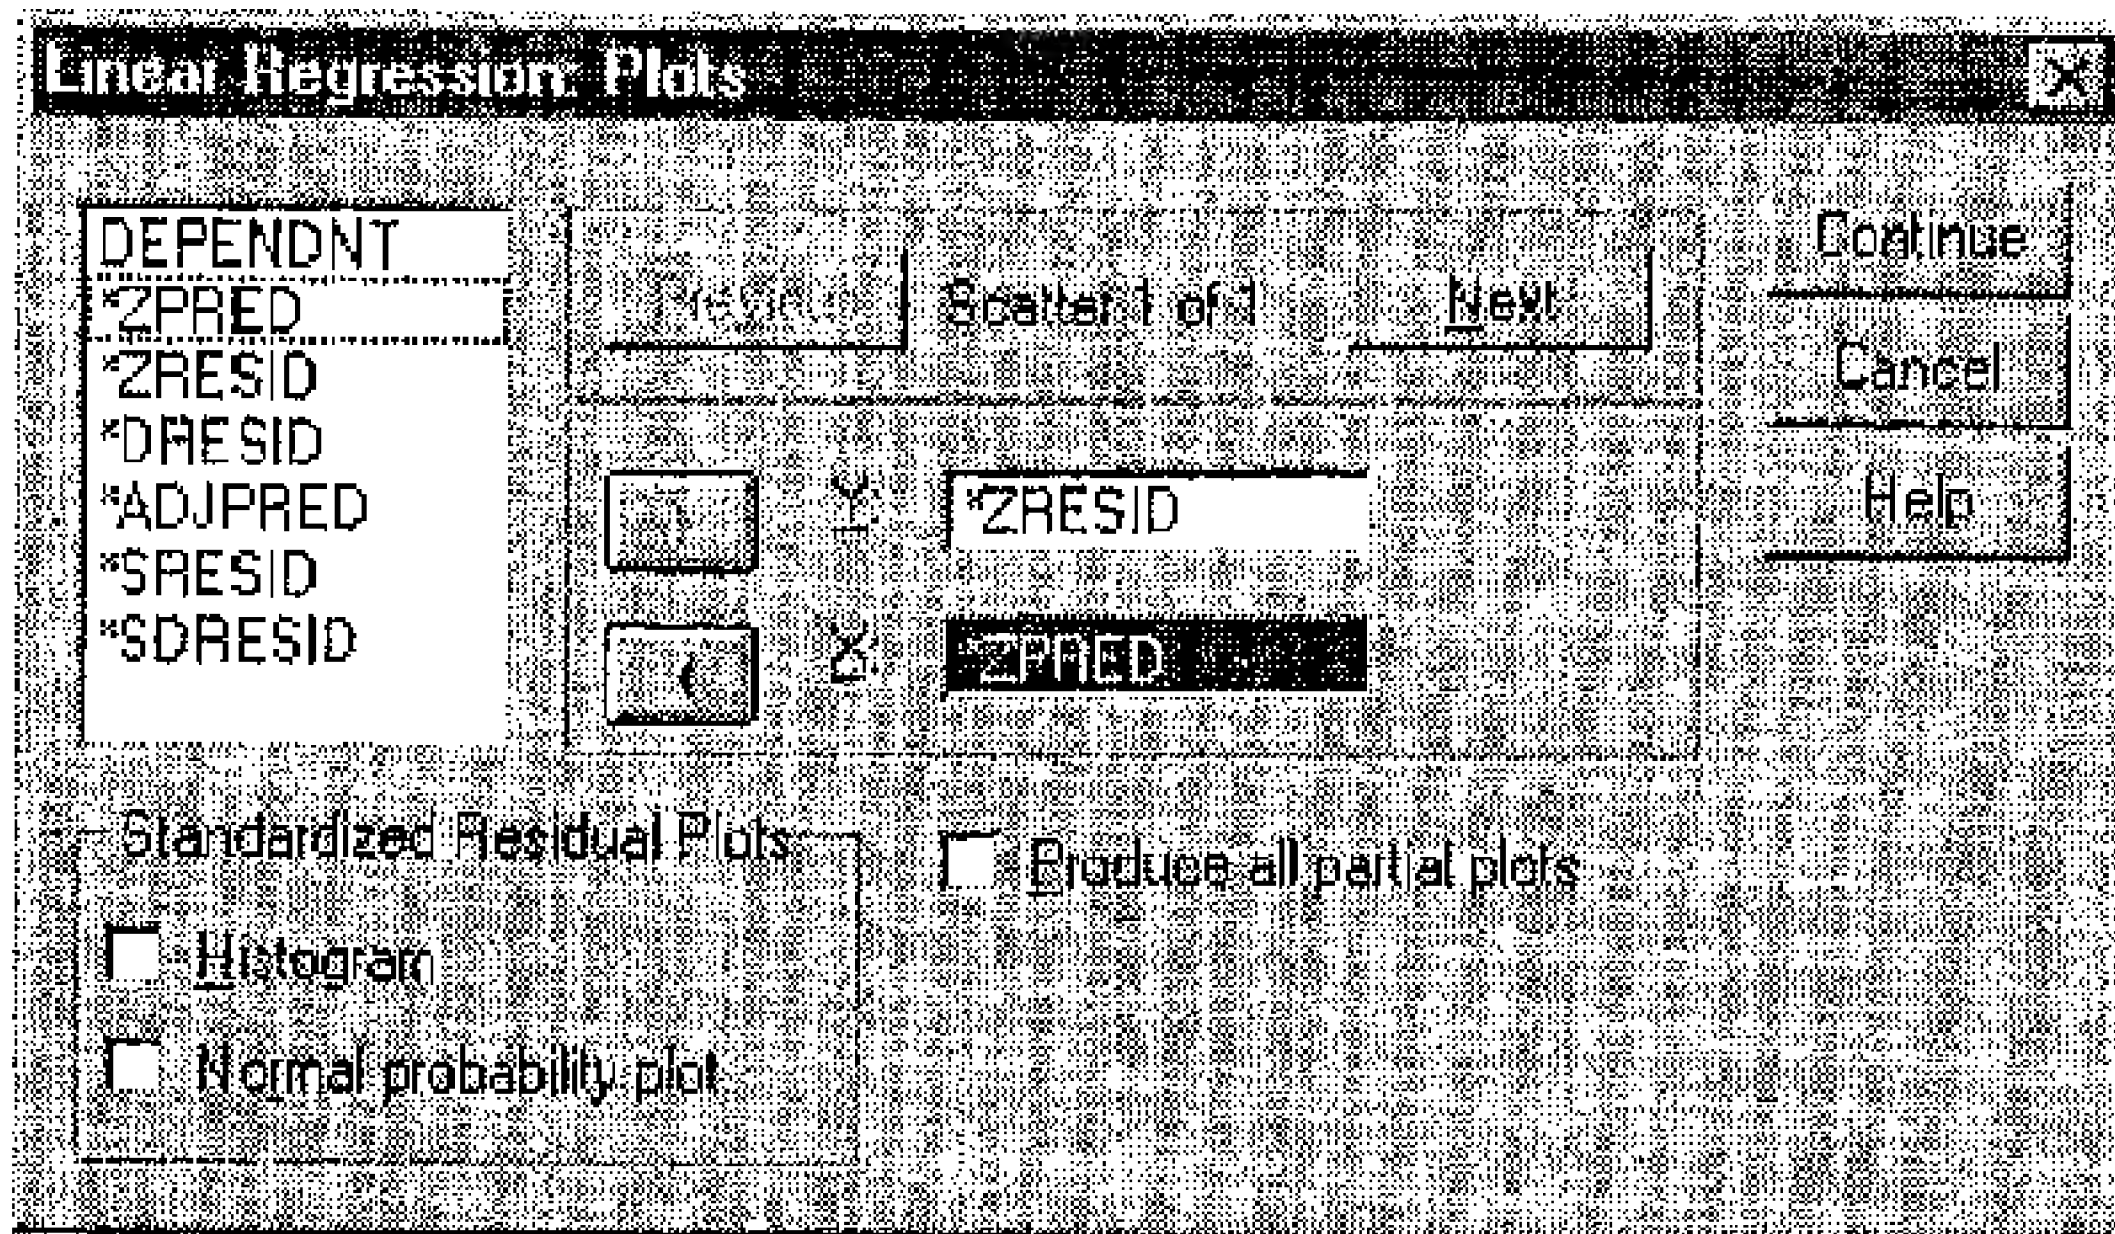 Linear Regression: Plots
DEPENDNT
*ZPRED
*ZRESID
*DRESID
*ADJPRED
*SRESID
*SDRESID
Scatter 1 of 1
Next
Y:
*ZRESID
X:
*ZPRED
Continue
Cancel
Help
Standardized Residual Plots
Histogram
Normal probability plot
Produce all partial plots